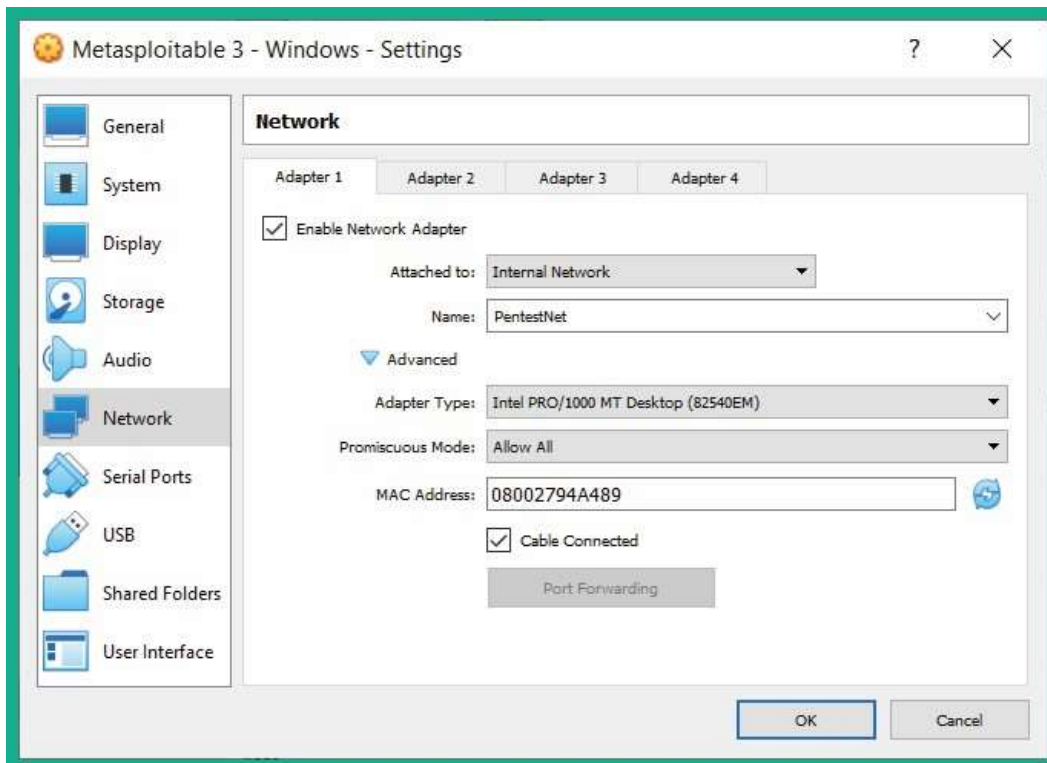 Metasploitable 3 - Windows - Settings
?
General
System
Display
Storage
Audio
Network
Serial Ports
USB
Shared Folders
User Interface
Network
Adapter 1 Adapter 2 Adapter 3 Adapter 4
Enable Network Adapter
Attached to: Internal Network
Name: PentestNet
Advanced
Adapter Type: Intel PRO/1000 MT Desktop (82540EM)
Promiscuous Mode: Allow All
MAC Address: 08002794A489
Cable Connected
Port Forwarding
OK Cancel